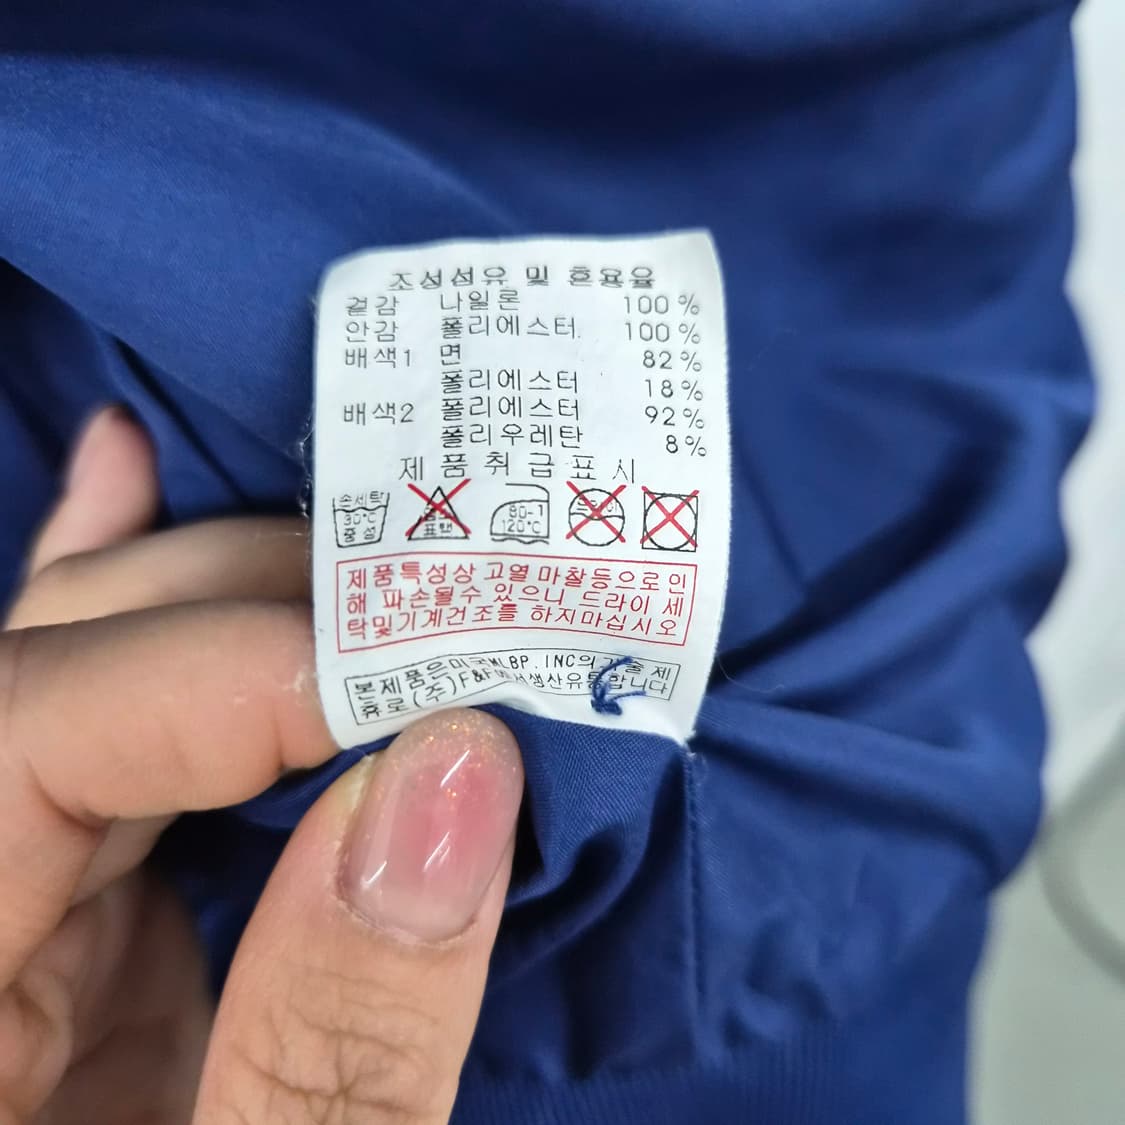 조성섬유 및 혼용율
겉감 나일론 100%
안감 폴리에스터 100%
배색1 면 82%
폴리에스터 18%
배색2 폴리에스터 92%
폴리우레탄 8%
제품취급표시
손세탁 30°C 중성
염소 표백
80-120°C
드라이
제품특성상 고열 마찰등으로 인
해 파손될수 있으니 드라이 세
탁및기계건조를 하지마십시오
본제품은미국MLBP.INC의 기술 제
휴로(주)F&F에서생산유통합니다